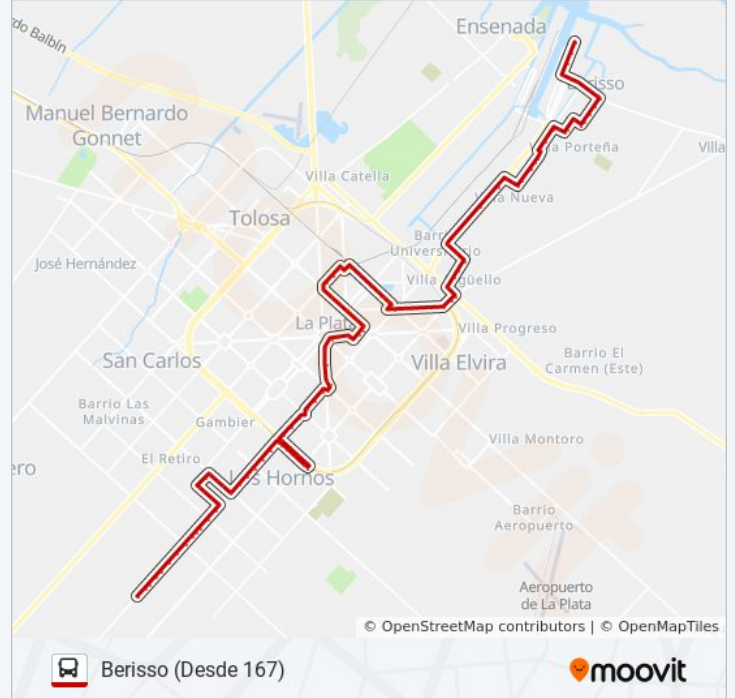 do Balbín
Ensenada
Berisso
Manuel Bernardo
Gonnet
Villa Porteña
Villa
Villa Catella
Villa Nueva
Tolosa
Barrio
Universitario
José Hernández
Villa Argüello
La Plata
Villa Progreso
San Carlos
Villa Elvira
Barrio El
Carmen (Este)
Barrio Las
Malvinas
Gambier
Villa Montoro
El Retiro
ero
Los Hornos
Barrio
Aeropuerto
Aeropuerto
de La Plata
© OpenStreetMap contributors | © OpenMapTiles
Berisso (Desde 167)
moovit